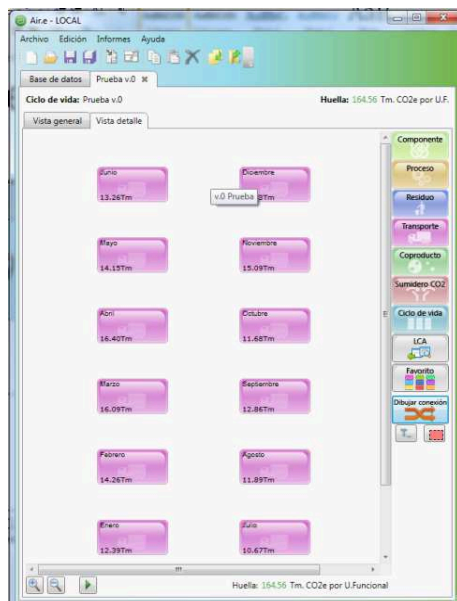 Air.e - LOCAL
Archivo Edición Informes Ayuda
Base de datos Prueba v.0
Ciclo de vida: Prueba v.0 Huella: 164.56 Tm. CO2e por U.F.
Vista general Vista detalle
Componente
Proceso
Residuo
Transporte
Coproducto
Sumidero CO2
Ciclo de vida
LCA
Favorito
Dibujar conexión
T...
Junio
13.26Tm
Diciembre
v.0 Prueba
Tm
Mayo
14.15Tm
Noviembre
15.09Tm
Abril
16.40Tm
Octubre
11.68Tm
Marzo
16.09Tm
Septiembre
12.86Tm
Febrero
14.26Tm
Agosto
11.89Tm
Enero
12.39Tm
Julio
10.67Tm
Huella: 164.56 Tm. CO2e por U.Funcional